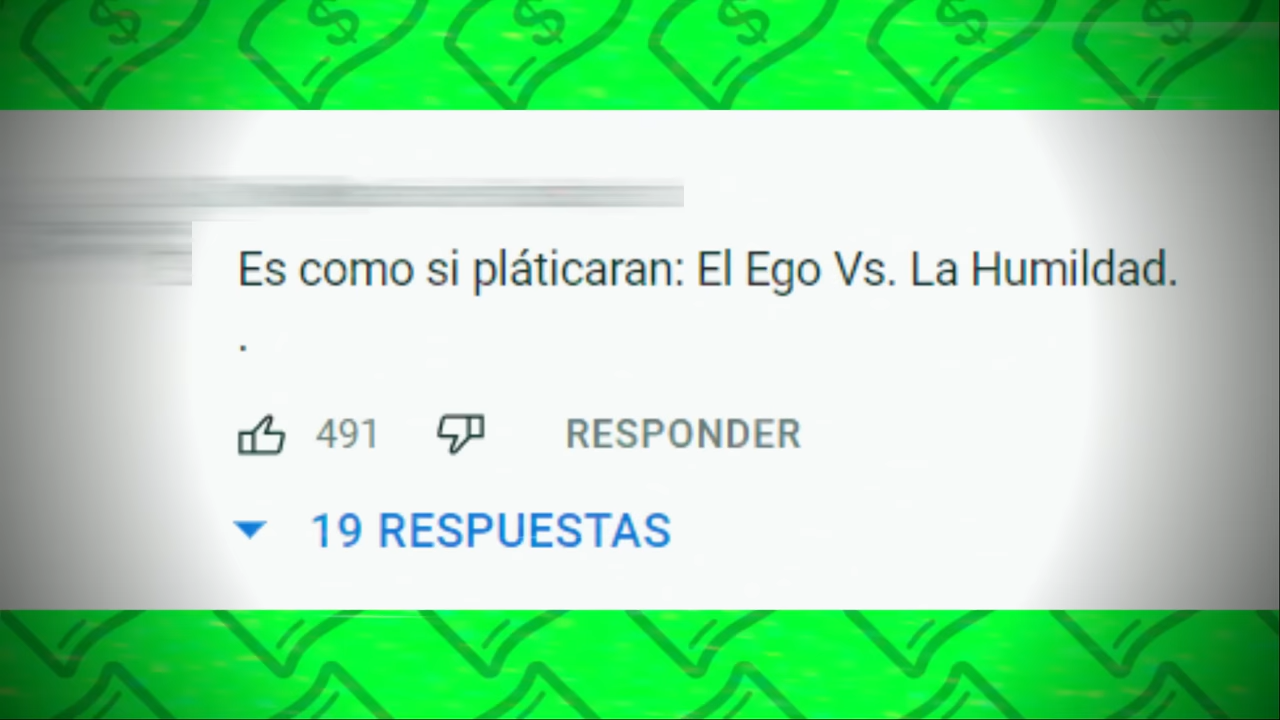 Es como si pláticaran: El Ego Vs. La Humildad.
.
491 RESPONDER
19 RESPUESTAS